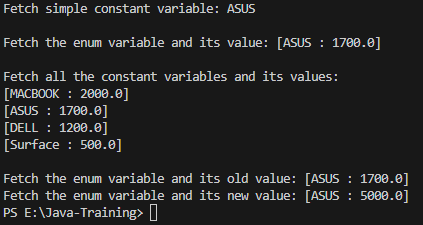 Fetch simple constant variable: ASUS
Fetch the enum variable and its value: [ASUS : 1700.0]
Fetch all the constant variables and its values:
[MACBOOK : 2000.0]
[ASUS : 1700.0]
[DELL : 1200.0]
[Surface : 500.0]
Fetch the enum variable and its old value: [ASUS : 1700.0]
Fetch the enum variable and its new value: [ASUS : 5000.0]
PS E:\Java-Training>